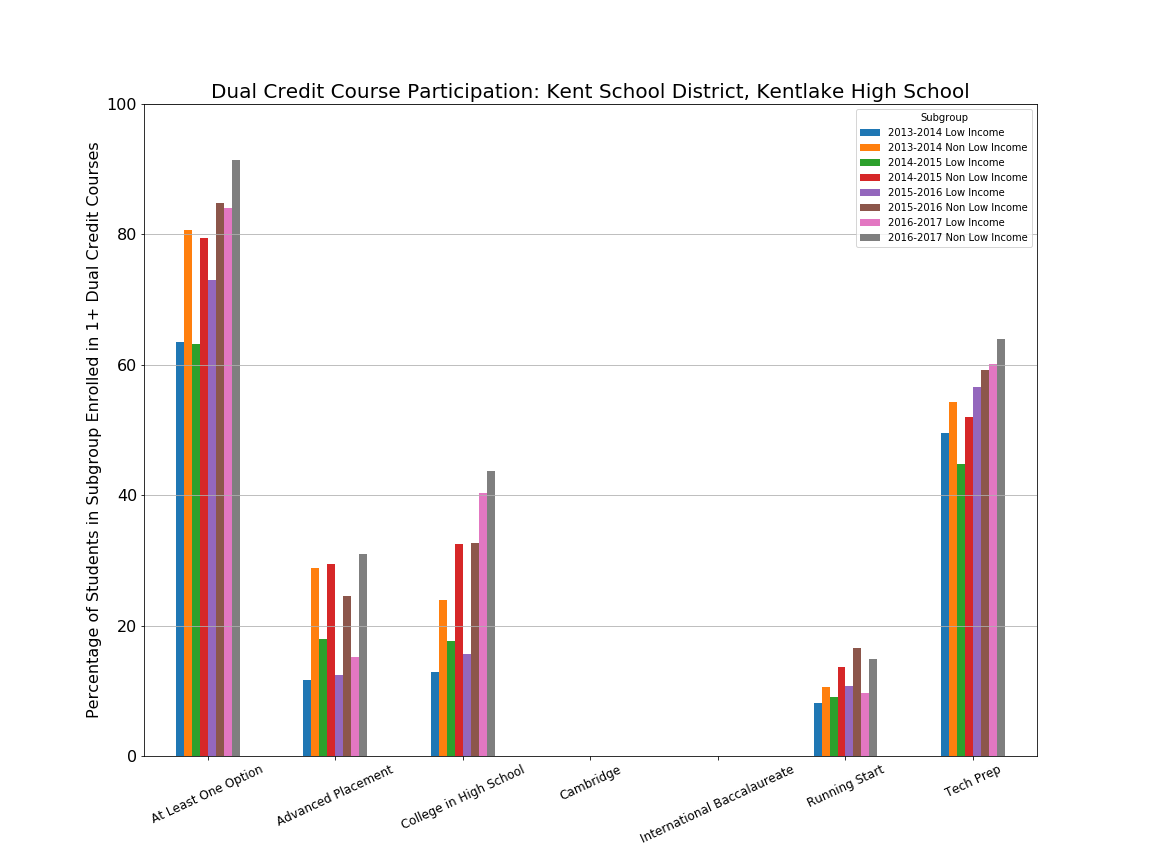 Dual Credit Course Participation: Kent School District, Kentlake High School
Percentage of Students in Subgroup Enrolled in 1+ Dual Credit Courses
100
80
60
40
20
0
Subgroup
2013-2014 Low Income
2013-2014 Non Low Income
2014-2015 Low Income
2014-2015 Non Low Income
2015-2016 Low Income
2015-2016 Non Low Income
2016-2017 Low Income
2016-2017 Non Low Income
At Least One Option
Advanced Placement
College in High School
Cambridge
International Baccalaureate
Running Start
Tech Prep